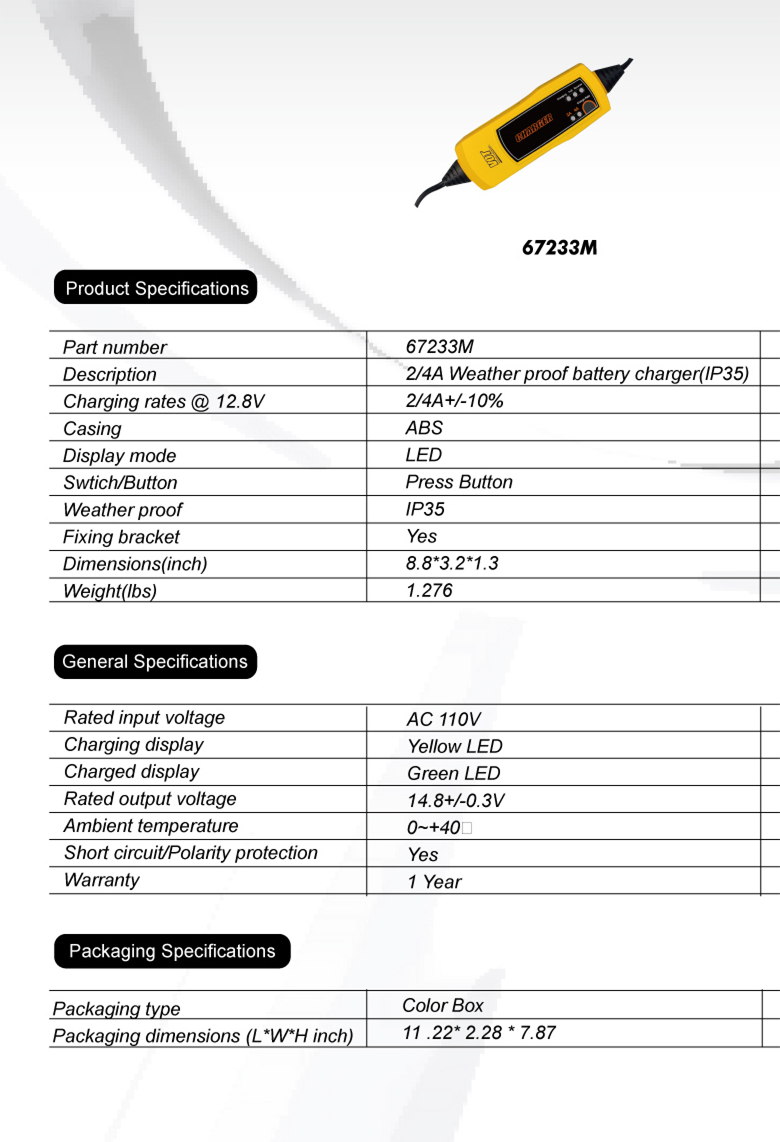 CHARGER
67233M
Product Specifications
Part number 67233M
Description 2/4A Weather proof battery charger(IP35)
Charging rates @ 12.8V 2/4A+/-10%
Casing ABS
Display mode LED
Swtich/Button Press Button
Weather proof IP35
Fixing bracket Yes
Dimensions(inch) 8.8*3.2*1.3
Weight(lbs) 1.276
General Specifications
Rated input voltage AC 110V
Charging display Yellow LED
Charged display Green LED
Rated output voltage 14.8+/-0.3V
Ambient temperature 0~+40□
Short circuit/Polarity protection Yes
Warranty 1 Year
Packaging Specifications
Packaging type Color Box
Packaging dimensions (L*W*H inch) 11 .22* 2.28 * 7.87